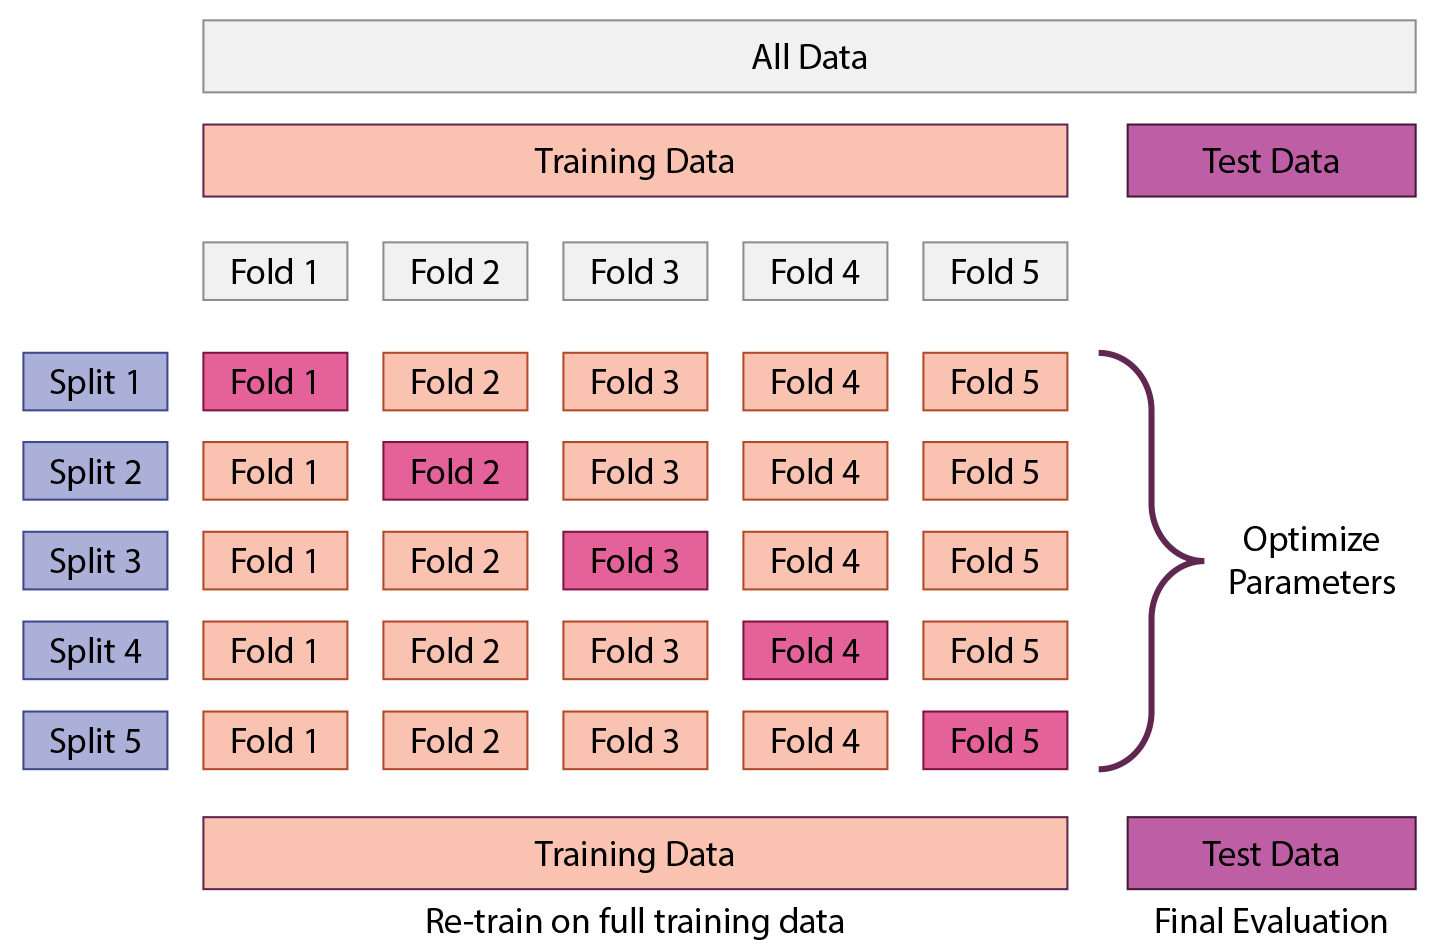 All Data
Training Data Test Data
Fold 1 Fold 2 Fold 3 Fold 4 Fold 5
Split 1 Fold 1 Fold 2 Fold 3 Fold 4 Fold 5
Split 2 Fold 1 Fold 2 Fold 3 Fold 4 Fold 5
Split 3 Fold 1 Fold 2 Fold 3 Fold 4 Fold 5
Split 4 Fold 1 Fold 2 Fold 3 Fold 4 Fold 5
Split 5 Fold 1 Fold 2 Fold 3 Fold 4 Fold 5
Optimize
Parameters
Training Data Test Data
Re-train on full training data Final Evaluation